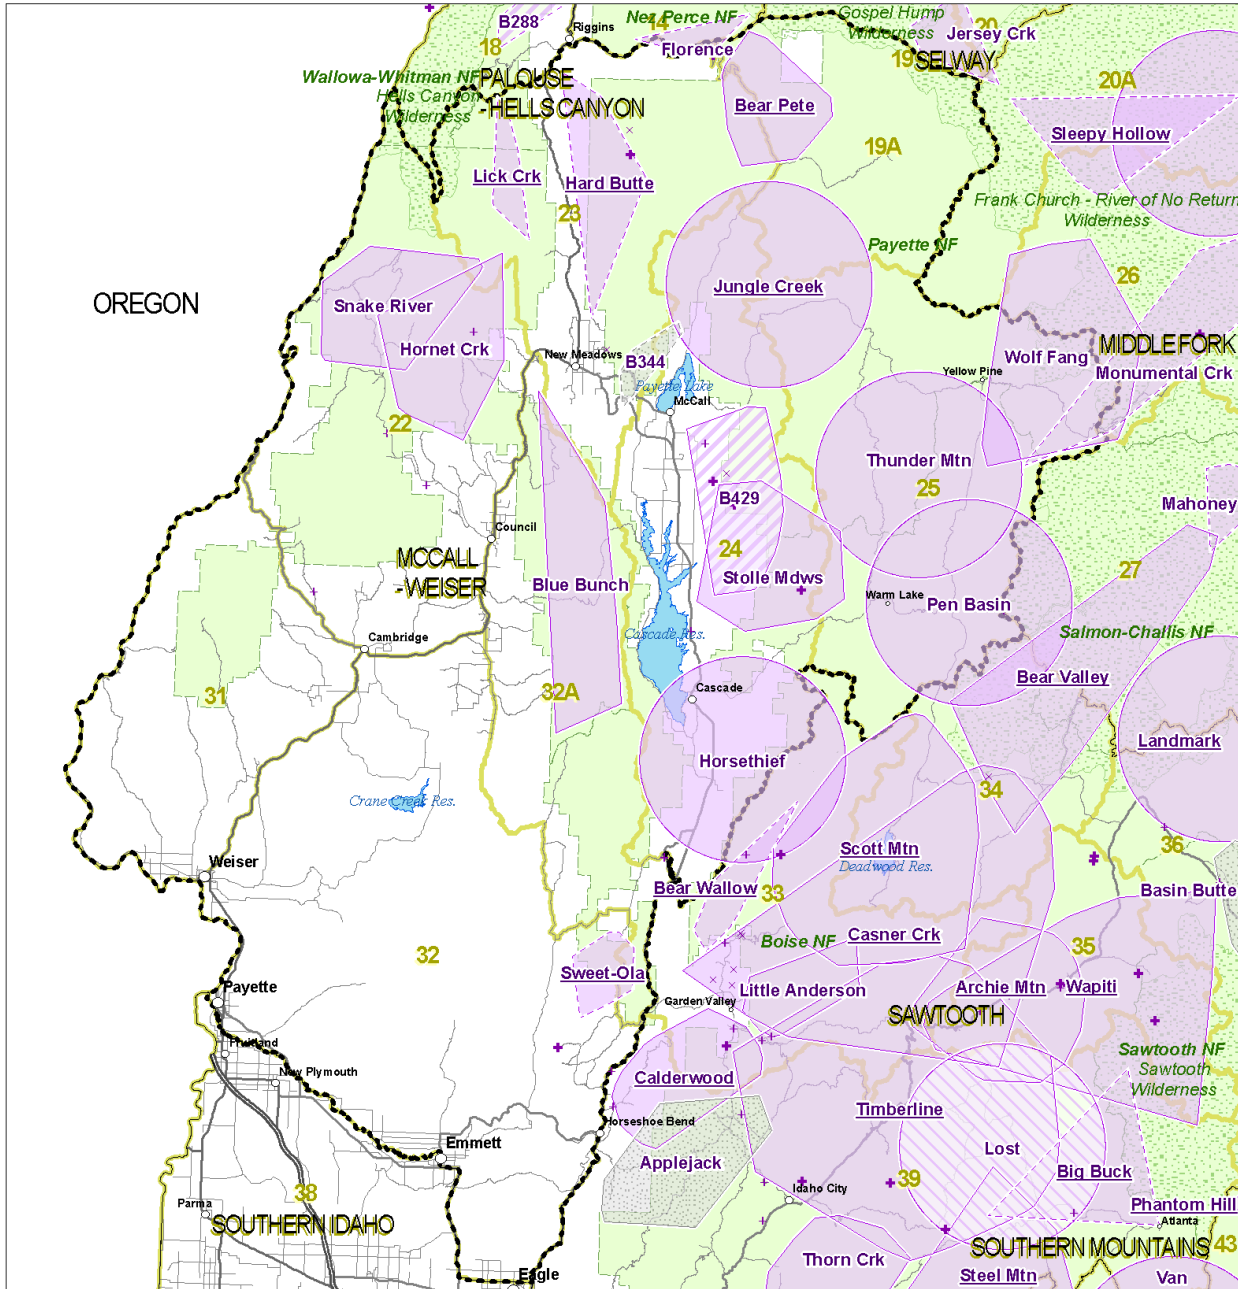 B288
Riggins
Nez Perce NF
14
Florence
Gospel Hump
Wilderness
20
Jersey Crk
18
19
SELWAY
Wallowa-Whitman NF
Hells Canyon
Wilderness
PALOUSE
-HELLS CANYON
Bear Pete
20A
Sleepy Hollow
19A
Lick Crk
Hard Butte
23
Frank Church - River of No Return
Wilderness
Payette NF
26
OREGON
Snake River
Hornet Crk
Jungle Creek
New Meadows
B344
Payette Lake
McCall
Yellow Pine
Wolf Fang
MIDDLE FORK
Monumental Crk
22
Thunder Mtn
25
B429
Mahoney
24
Council
MCCALL
-WEISER
Blue Bunch
Stolle Mdws
Warm Lake
Pen Basin
27
Cambridge
Cascade Res.
Salmon-Challis NF
Bear Valley
31
32A
Cascade
Landmark
Horsethief
34
Crane Creek Res.
Scott Mtn
Deadwood Res.
36
Weiser
Bear Wallow
33
Basin Butte
Casner Crk
Boise NF
35
32
Sweet-Ola
Little Anderson
Garden Valley
Archie Mtn
Wapiti
Payette
SAWTOOTH
Fruitland
New Plymouth
Sawtooth NF
Sawtooth
Wilderness
Calderwood
Timberline
Horseshoe Bend
Emmett
Lost
Applejack
39
Big Buck
38
Parma
Idaho City
Phantom Hill
Atlanta
SOUTHERN IDAHO
SOUTHERN MOUNTAINS
43
Thorn Crk
Eagle
Steel Mtn
Van